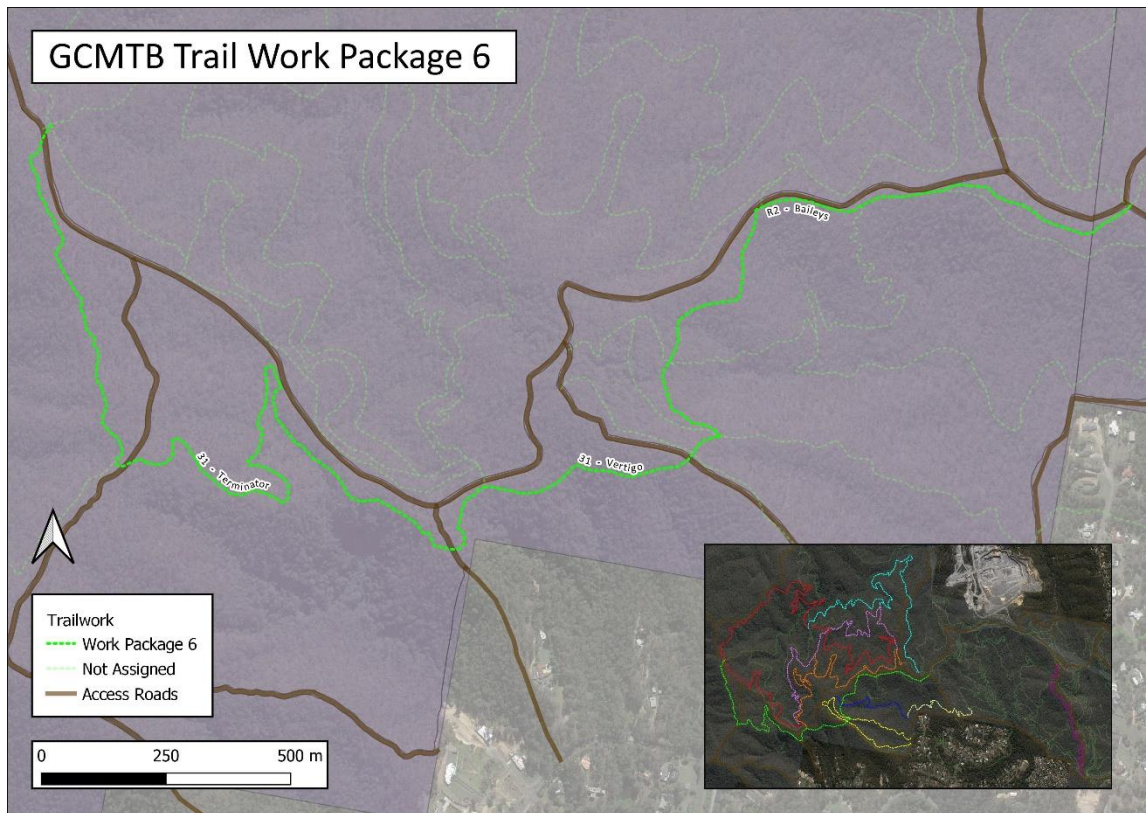 GCMTB Trail Work Package 6
R2 - Baileys
31 - Vertigo
31 - Terminator
Trailwork
Work Package 6
Not Assigned
Access Roads
0 250 500 m